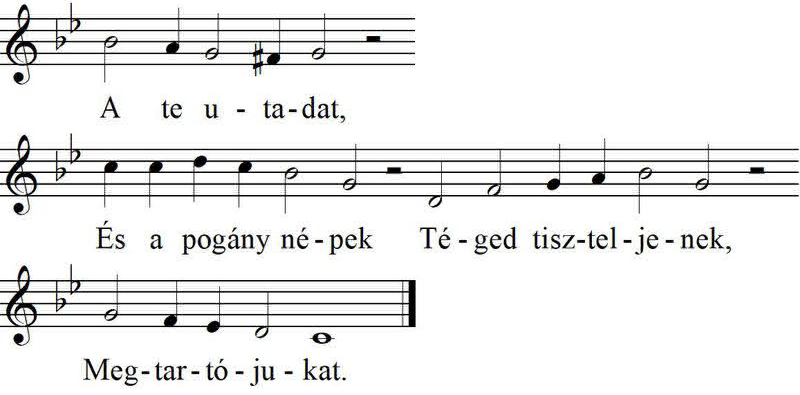 A te u - ta - dat,
És a pogány né - pek Té - ged tisz - tel - je - nek,
Meg - tar - tó - ju - kat.